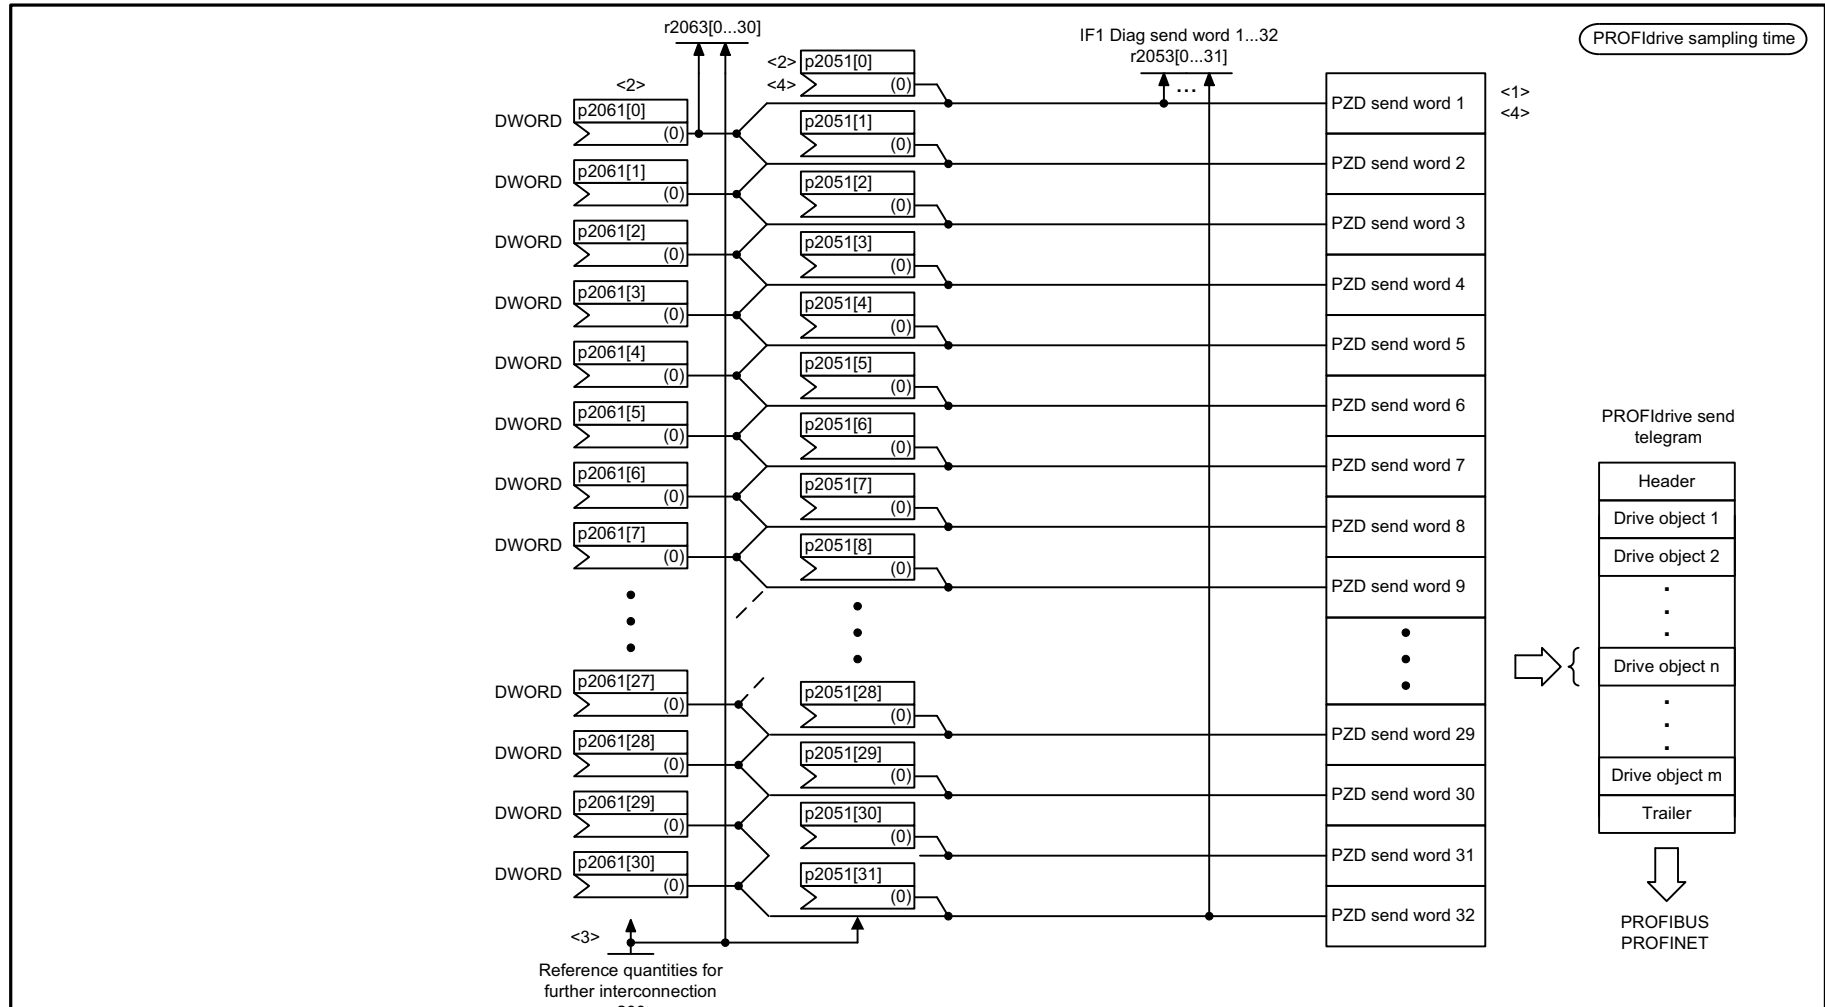 r2063[0...30]
IF1 Diag send word 1...32
r2053[0...31]
PROFIdrive sampling time
<2> p2051[0]
<4> (0)
<2>
...
PZD send word 1
<1>
<4>
DWORD p2061[0]
(0)
p2051[1]
(0)
PZD send word 2
DWORD p2061[1]
(0)
p2051[2]
(0)
PZD send word 3
DWORD p2061[2]
(0)
p2051[3]
(0)
PZD send word 4
DWORD p2061[3]
(0)
p2051[4]
(0)
PZD send word 5
DWORD p2061[4]
(0)
p2051[5]
(0)
PZD send word 6
DWORD p2061[5]
(0)
p2051[6]
(0)
PZD send word 7
DWORD p2061[6]
(0)
p2051[7]
(0)
PZD send word 8
DWORD p2061[7]
(0)
p2051[8]
(0)
PZD send word 9
DWORD p2061[27]
(0)
p2051[28]
(0)
PZD send word 29
DWORD p2061[28]
(0)
p2051[29]
(0)
PZD send word 30
DWORD p2061[29]
(0)
p2051[30]
(0)
PZD send word 31
DWORD p2061[30]
(0)
p2051[31]
(0)
PZD send word 32
<3>
Reference quantities for
further interconnection
PROFIdrive send
telegram
Header
Drive object 1
Drive object 2
Drive object n
Drive object m
Trailer
PROFIBUS
PROFINET